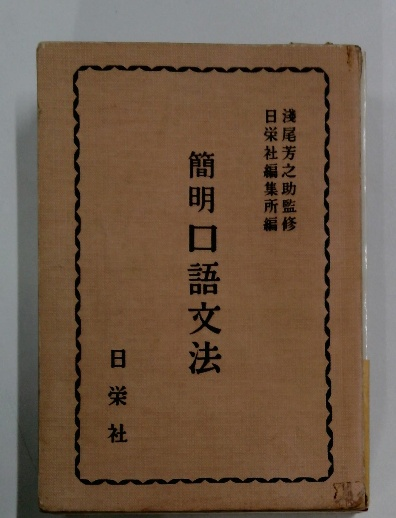 淺尾芳之助監修
日栄社編集所編
簡明口語文法
日栄社